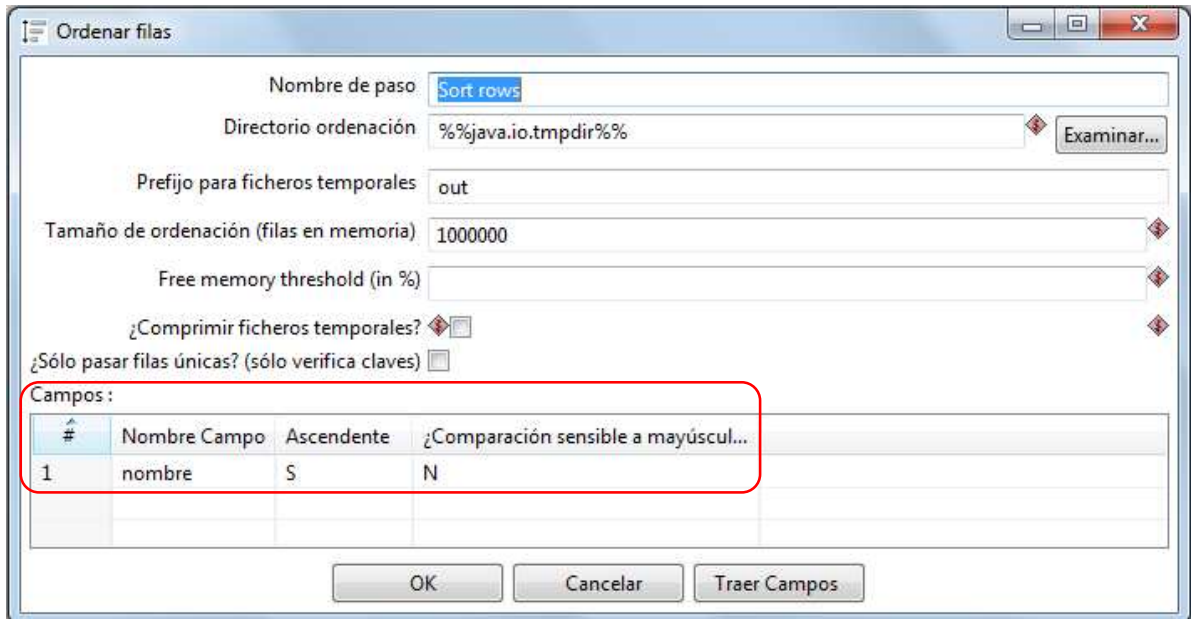 Ordenar filas
Nombre de paso Sort rows
Directorio ordenación %%java.io.tmpdir%% Examinar...
Prefijo para ficheros temporales out
Tamaño de ordenación (filas en memoria) 1000000
Free memory threshold (in %)
¿Comprimir ficheros temporales?
¿Sólo pasar filas únicas? (sólo verifica claves)
Campos :
# Nombre Campo Ascendente ¿Comparación sensible a mayúscul...
1 nombre S N
OK Cancelar Traer Campos